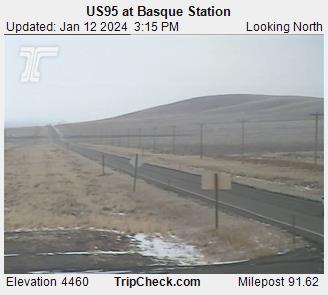 US95 at Basque Station
Updated: Jan 12 2024 3:15 PM Looking North
Elevation 4460 TripCheck.com Milepost 91.62